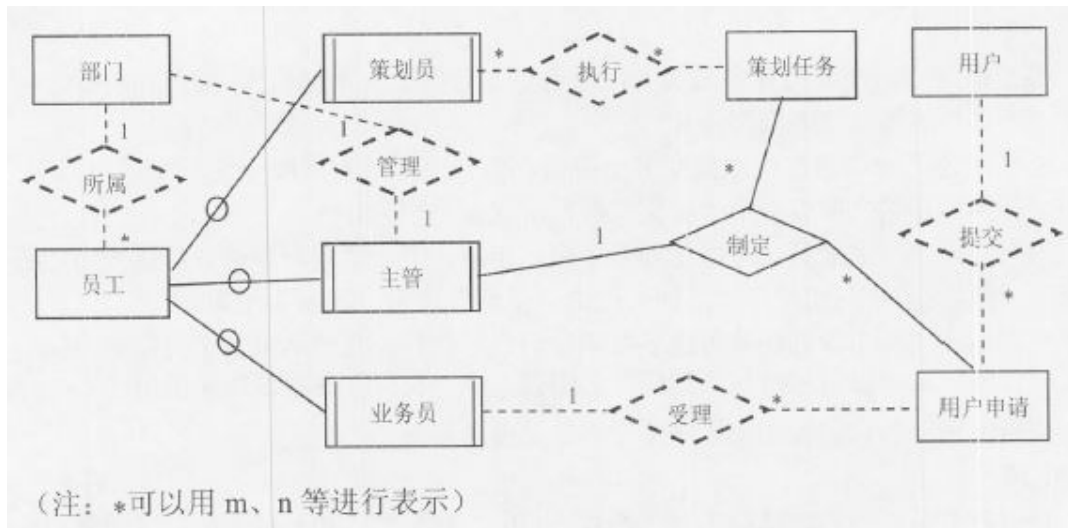 部门
策划员
*
执行
*
策划任务
用户
1
所属
*
1
管理
1
*
1
制定
*
1
提交
*
员工
主管
业务员
1
受理
*
用户申请
（注：*可以用 m、n 等进行表示）